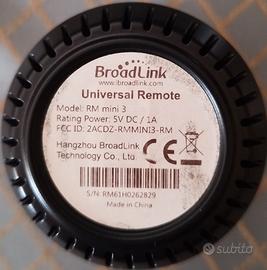 BroadLink
www.ibroadlink.com
Universal Remote
Model: RM mini 3
Rating Power: 5V DC / 1A
FCC ID: 2ACDZ-RMMINI3-RM
Hangzhou BroadLink
Technology Co., Ltd.
CE
S/N: RM61H0262829
Made in China
subito